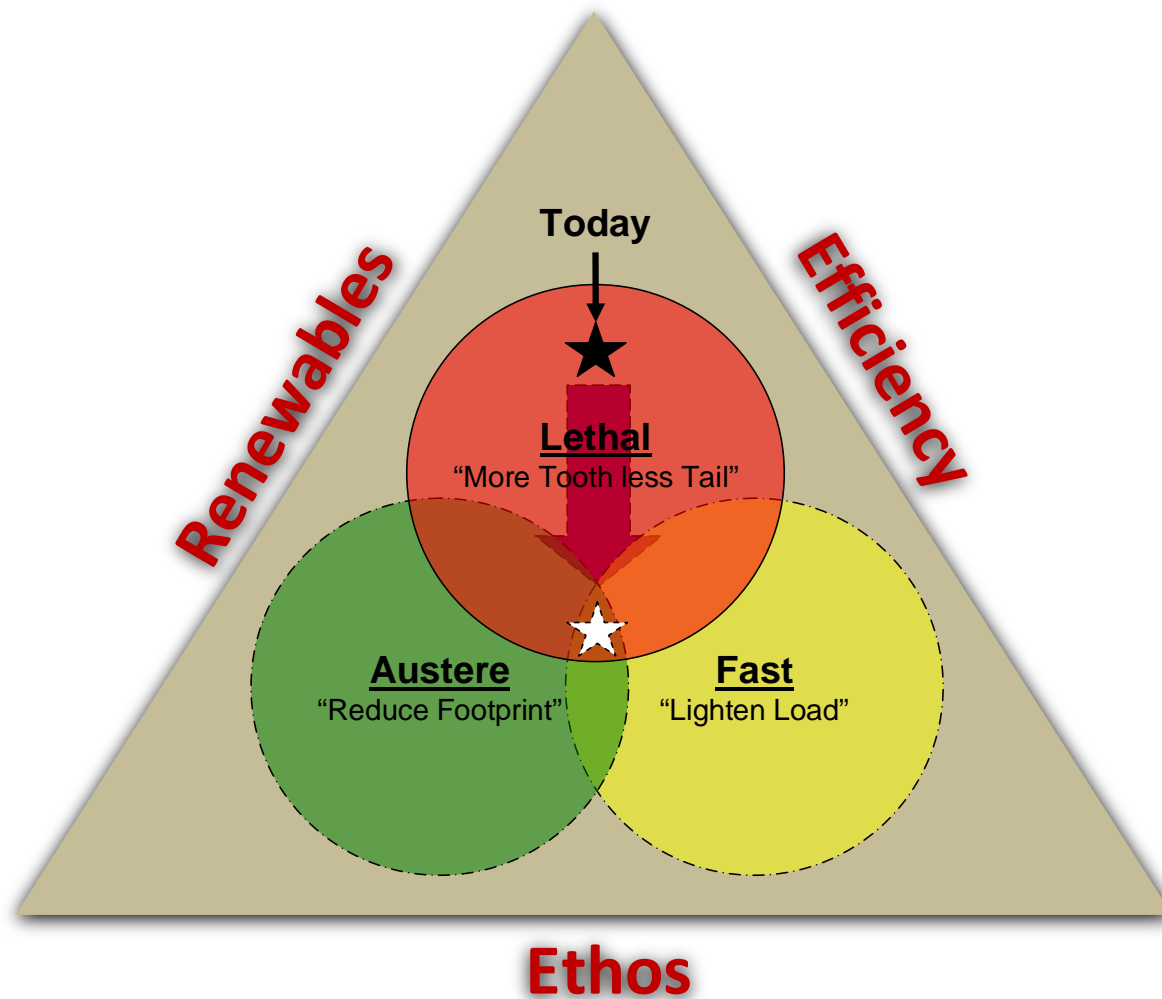 Today
Renewables
Efficiency
Lethal
“More Tooth less Tail”
Austere
“Reduce Footprint”
Fast
“Lighten Load”
Ethos